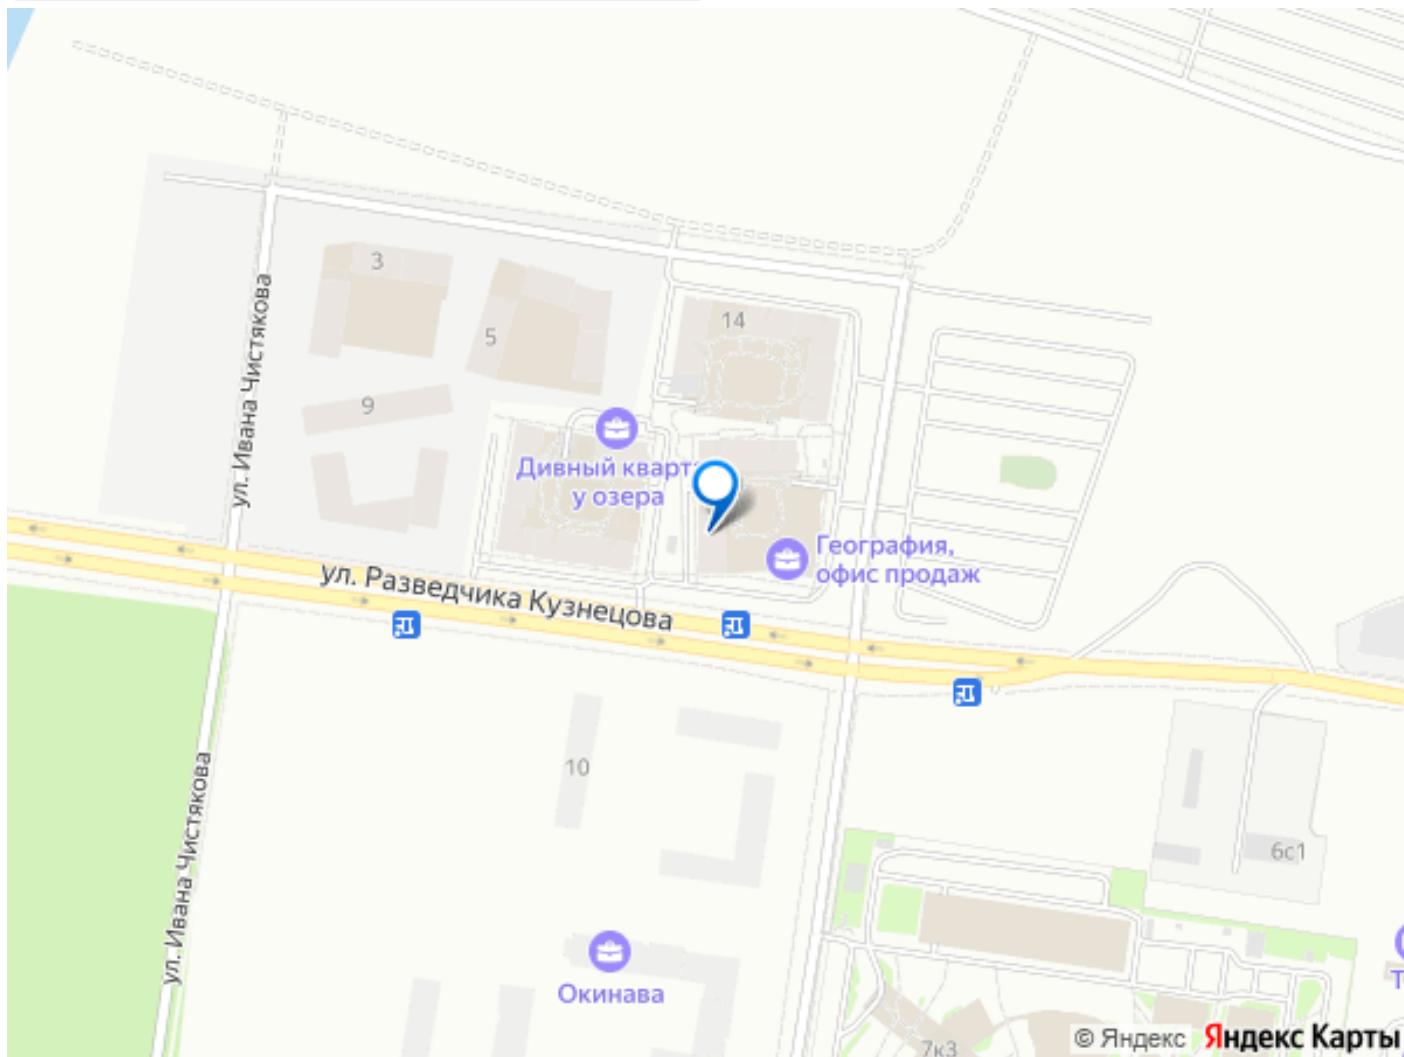 3
14
5
ул. Ивана Чистякова
9
Дивный кварта
у озера
География,
офис продаж
ул. Разведчика Кузнецова
10
ул. Ивана Чистякова
6с1
Окинава
Т
7к3
© Яндекс Яндекс Карты